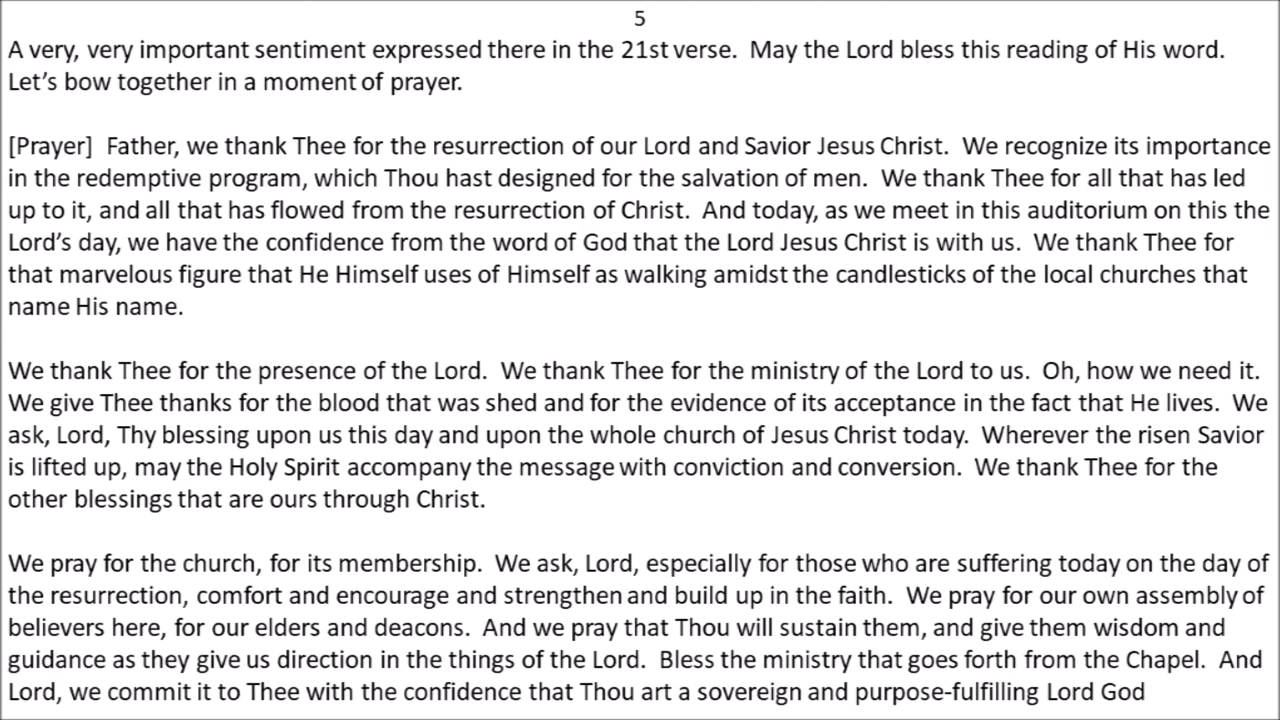 5
A very, very important sentiment expressed there in the 21st verse.  May the Lord bless this reading of His word.
Let’s bow together in a moment of prayer.
[Prayer]  Father, we thank Thee for the resurrection of our Lord and Savior Jesus Christ.  We recognize its importance
in the redemptive program, which Thou hast designed for the salvation of men.  We thank Thee for all that has led
up to it, and all that has flowed from the resurrection of Christ.  And today, as we meet in this auditorium on this the
Lord’s day, we have the confidence from the word of God that the Lord Jesus Christ is with us.  We thank Thee for
that marvelous figure that He Himself uses of Himself as walking amidst the candlesticks of the local churches that
name His name.
We thank Thee for the presence of the Lord.  We thank Thee for the ministry of the Lord to us.  Oh, how we need it.
We give Thee thanks for the blood that was shed and for the evidence of its acceptance in the fact that He lives.  We
ask, Lord, Thy blessing upon us this day and upon the whole church of Jesus Christ today.  Wherever the risen Savior
is lifted up, may the Holy Spirit accompany the message with conviction and conversion.  We thank Thee for the
other blessings that are ours through Christ.
We pray for the church, for its membership.  We ask, Lord, especially for those who are suffering today on the day of
the resurrection, comfort and encourage and strengthen and build up in the faith.  We pray for our own assembly of
believers here, for our elders and deacons.  And we pray that Thou will sustain them, and give them wisdom and
guidance as they give us direction in the things of the Lord.  Bless the ministry that goes forth from the Chapel.  And
Lord, we commit it to Thee with the confidence that Thou art a sovereign and purpose-fulfilling Lord God